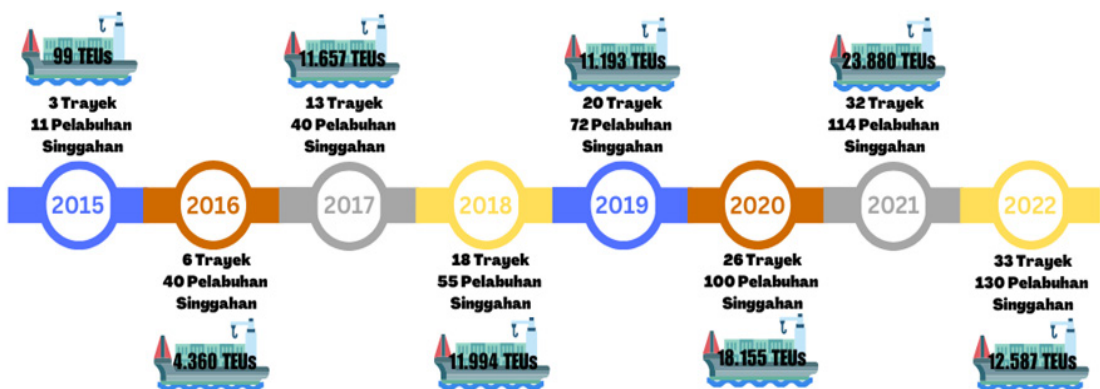 99 TEUs
3 Trayek
11 Pelabuhan
Singgahan
2015
2016
6 Trayek
40 Pelabuhan
Singgahan
4.360 TEUs
11.657 TEUs
13 Trayek
40 Pelabuhan
Singgahan
2017
2018
18 Trayek
55 Pelabuhan
Singgahan
11.994 TEUs
11.193 TEUs
20 Trayek
72 Pelabuhan
Singgahan
2019
2020
26 Trayek
100 Pelabuhan
Singgahan
18.155 TEUs
23.880 TEUs
32 Trayek
114 Pelabuhan
Singgahan
2021
2022
33 Trayek
130 Pelabuhan
Singgahan
12.587 TEUs